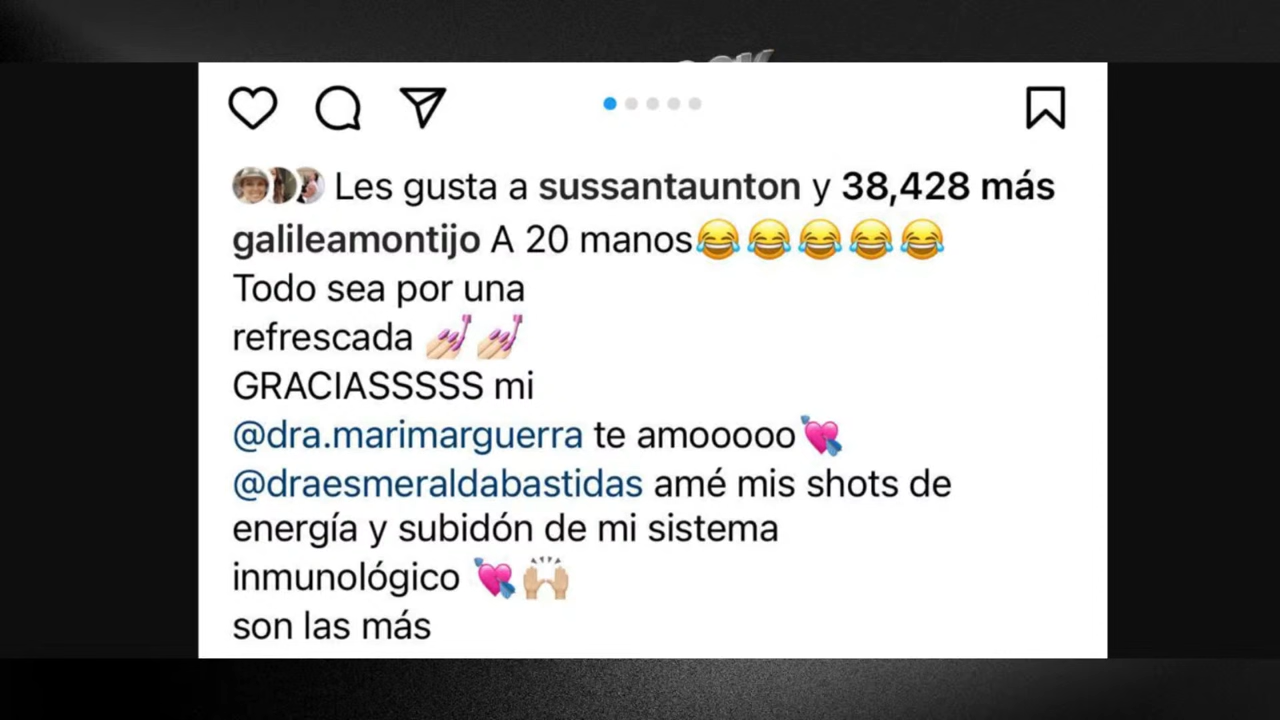 Les gusta a sussantaunton y 38,428 más
galileamontijo A 20 manos😂😂😂😂😂
Todo sea por una
refrescada 💅🏻💅🏻
GRACIASSSSS mi
@dra.marimarguerra te amooooo💘
@draesmeraldabastidas amé mis shots de
energía y subidón de mi sistema
inmunológico 💘🙌🏼
son las más